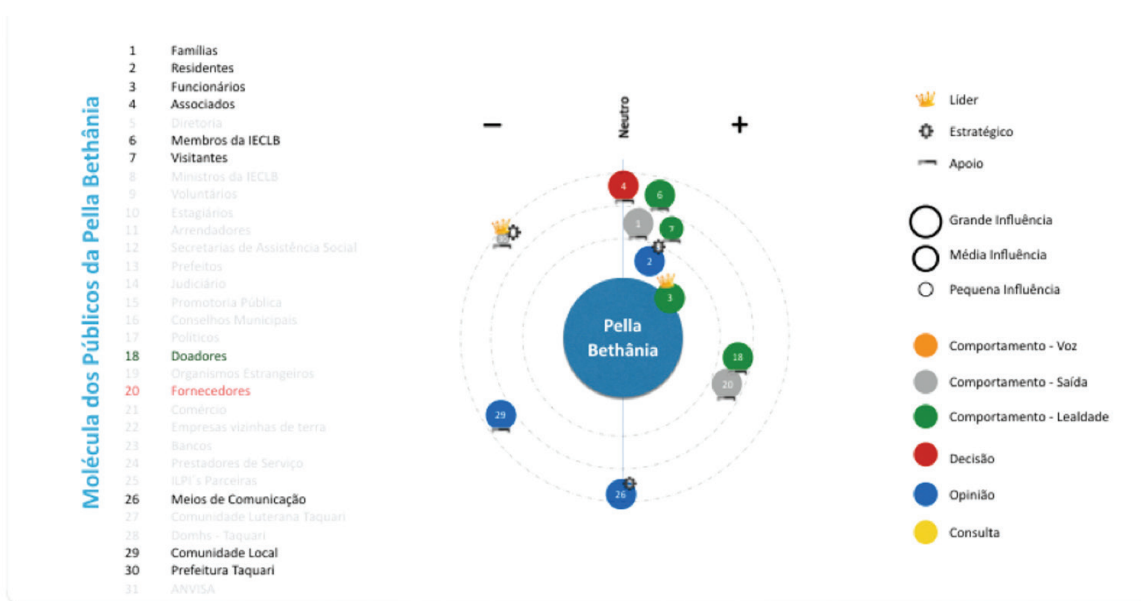 Molécula dos Públicos da Pella Bethânia
1 Famílias
2 Residentes
3 Funcionários
4 Associados
5 Diretoria
6 Membros da IECLB
7 Visitantes
8 Ministros da IECLB
9 Voluntários
10 Estagiários
11 Arrendadores
12 Secretarias de Assistência Social
13 Prefeitos
14 Judiciário
15 Promotoria Pública
16 Conselhos Municipais
17 Políticos
18 Doadores
19 Organismos Estrangeiros
20 Fornecedores
21 Comércio
22 Empresas vizinhas de terra
23 Bancos
24 Prestadores de Serviço
25 ILPI´s Parceiras
26 Meios de Comunicação
27 Comunidade Luterana Taquari
28 Domhs - Taquari
29 Comunidade Local
30 Prefeitura Taquari
31 ANVISA
− Neutro +
4
6
1
7
2
3
Pella
Bethânia
18
20
29
26
Líder
Estratégico
Apoio
Grande Influência
Média Influência
Pequena Influência
Comportamento - Voz
Comportamento - Saída
Comportamento - Lealdade
Decisão
Opinião
Consulta